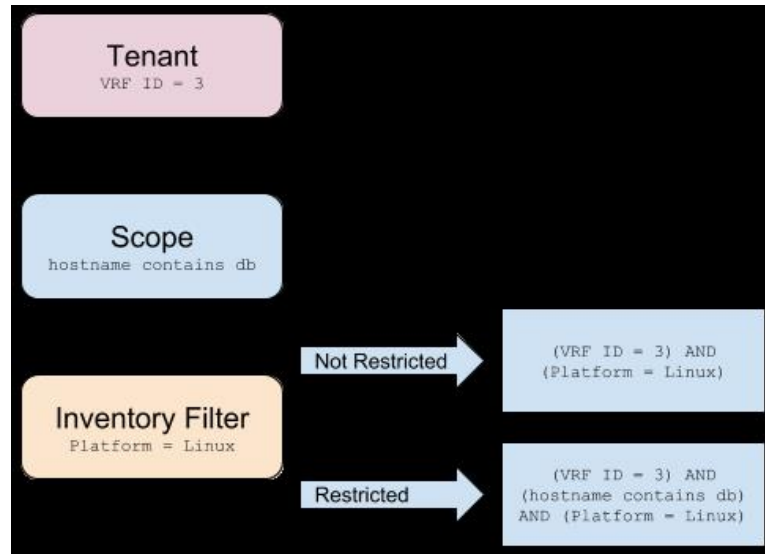 Tenant
VRF ID = 3
Scope
hostname contains db
Inventory Filter
Platform = Linux
Not Restricted
(VRF ID = 3) AND
(Platform = Linux)
Restricted
(VRF ID = 3) AND
(hostname contains db)
AND (Platform = Linux)